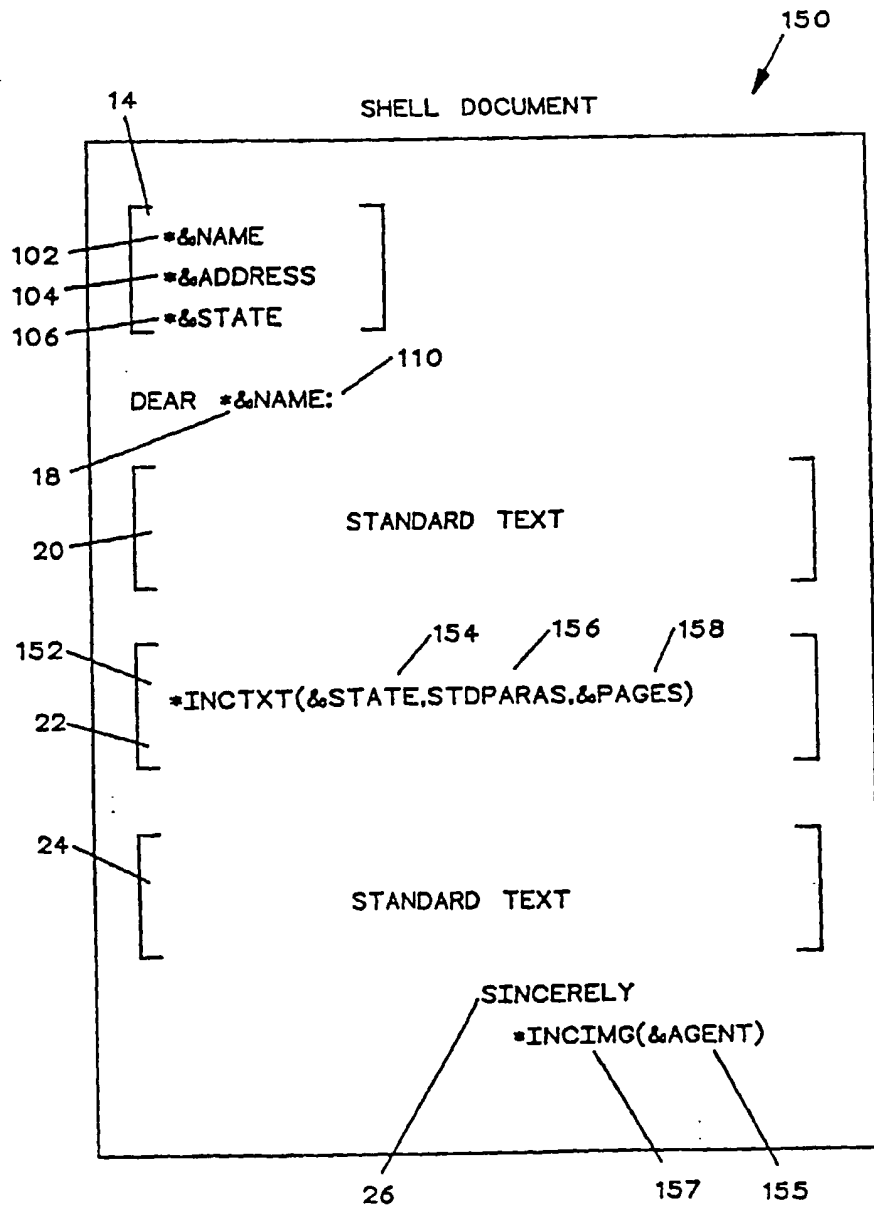 150
14
SHELL DOCUMENT
102 *&NAME
104 *&ADDRESS
106 *&STATE
110
DEAR *&NAME:
18
20 STANDARD TEXT
152 154 156 158
*INCTXT(&STATE,STDPARAS,&PAGES)
22
24
STANDARD TEXT
SINCERELY
*INCIMG(&AGENT)
26 157 155